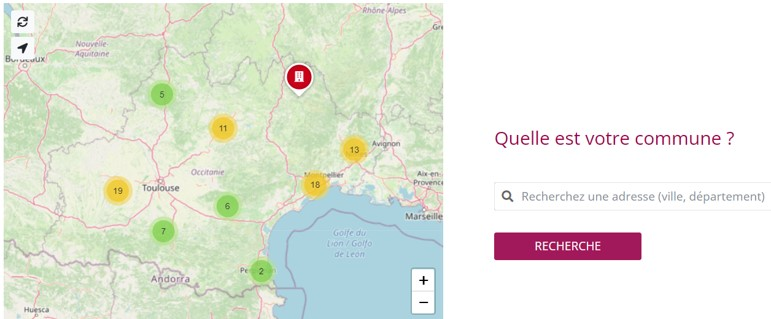 Rhône-Alpes
Nouvelle
Aquitaine
Bordeaux
5
11
13
Avignon
Occitanie
Montpellier
Aix-en
Provence
19
Toulouse
18
Marseille
6
7
Golfe du
Lion / Golfo
de Leon
2
Andorra
Huesca
+
−
Quelle est votre commune ?
Recherchez une adresse (ville, département)
RECHERCHE